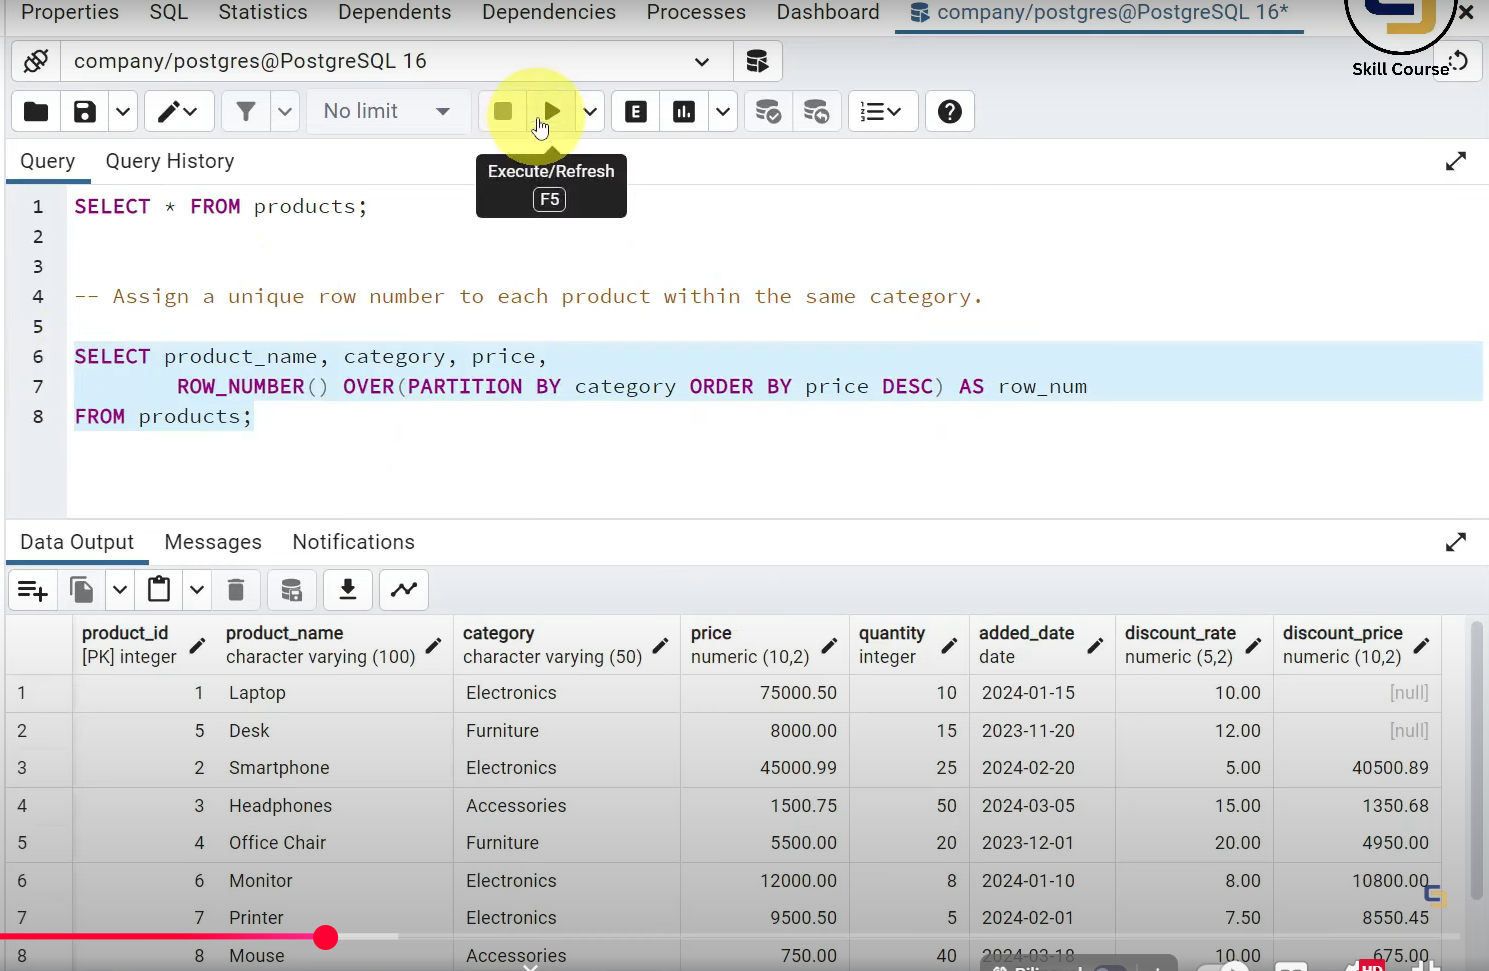 Properties SQL Statistics Dependents Dependencies Processes Dashboard company/postgres@PostgreSQL 16*
Skill Course
company/postgres@PostgreSQL 16
No limit
E
Query Query History
Execute/Refresh
F5
1 SELECT * FROM products;
2
3
4 -- Assign a unique row number to each product within the same category.
5
6 SELECT product_name, category, price,
7 ROW_NUMBER() OVER(PARTITION BY category ORDER BY price DESC) AS row_num
8 FROM products;
Data Output Messages Notifications
product_id product_name category price quantity added_date discount_rate discount_price
[PK] integer character varying (100) character varying (50) numeric (10,2) integer date numeric (5,2) numeric (10,2)
1 1 Laptop Electronics 75000.50 10 2024-01-15 10.00 [null]
2 5 Desk Furniture 8000.00 15 2023-11-20 12.00 [null]
3 2 Smartphone Electronics 45000.99 25 2024-02-20 5.00 40500.89
4 3 Headphones Accessories 1500.75 50 2024-03-05 15.00 1350.68
5 4 Office Chair Furniture 5500.00 20 2023-12-01 20.00 4950.00
6 6 Monitor Electronics 12000.00 8 2024-01-10 8.00 10800.00
7 7 Printer Electronics 9500.50 5 2024-02-01 7.50 8550.45
8 8 Mouse Accessories 750.00 40 2024-03-18 10.00 675.00
HD